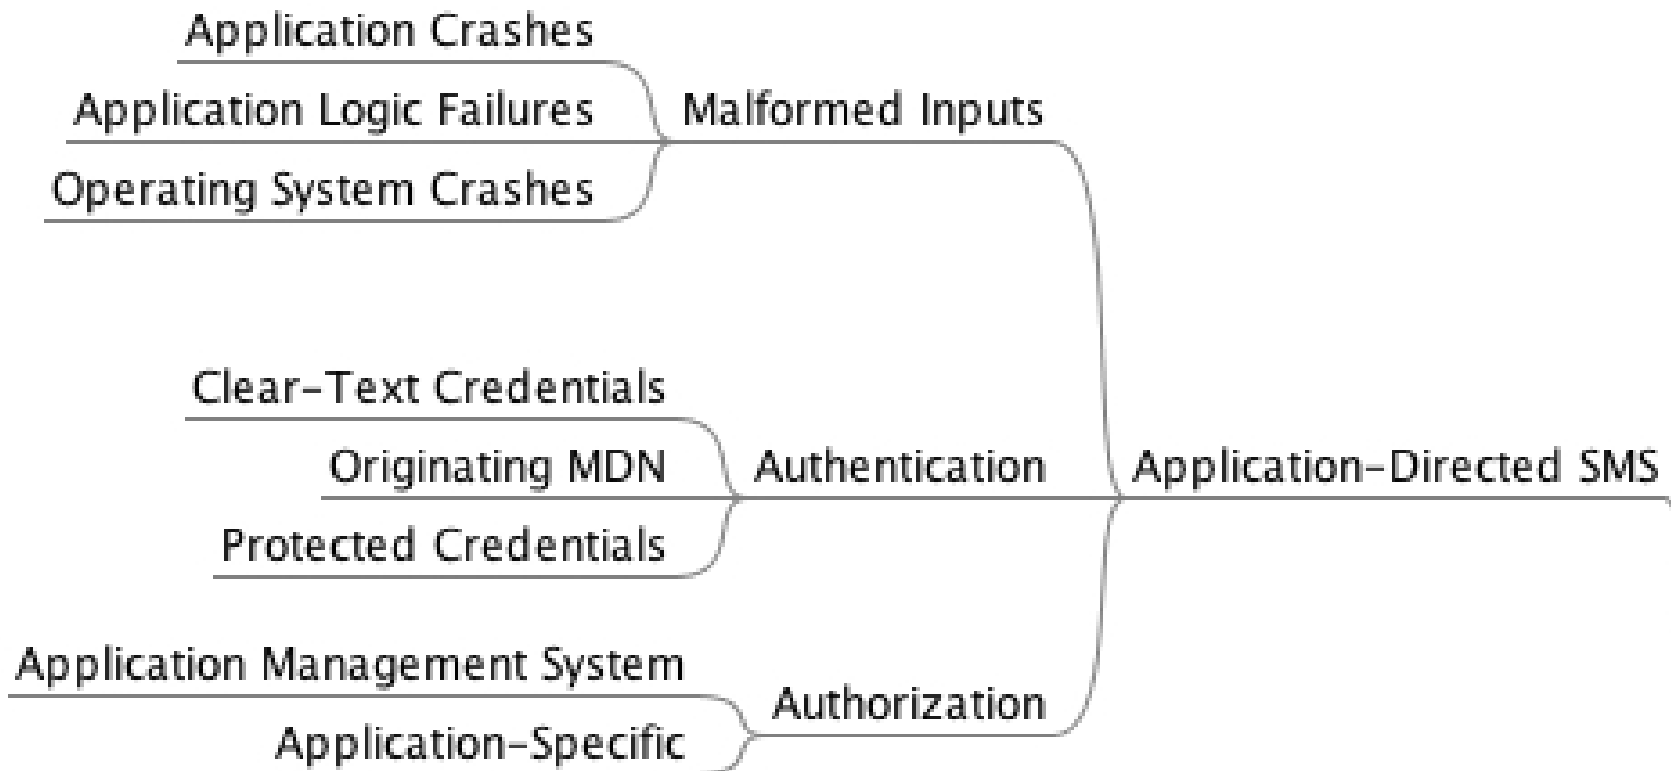 Application Crashes
Application Logic Failures
Malformed Inputs
Operating System Crashes
Clear-Text Credentials
Originating MDN
Authentication
Application-Directed SMS
Protected Credentials
Application Management System
Authorization
Application-Specific